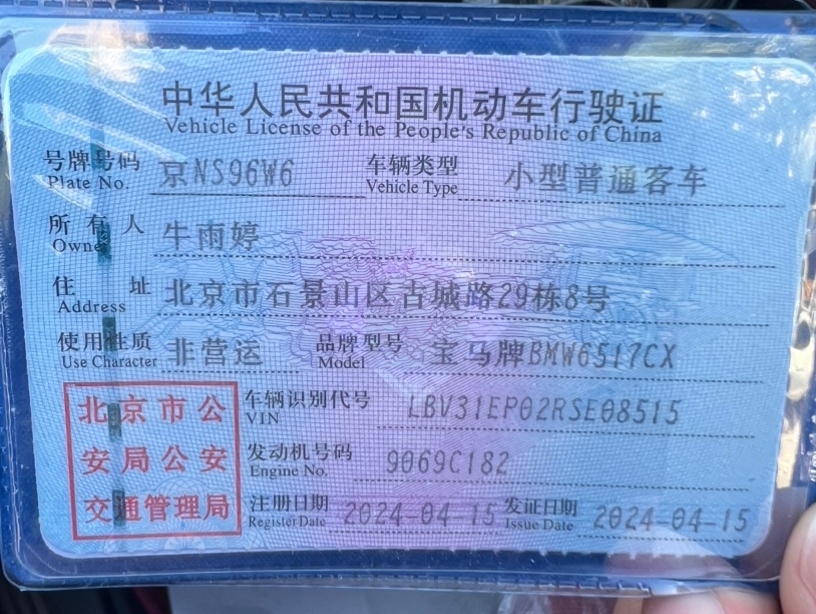 中华人民共和国机动车行驶证
Vehicle License of the People's Republic of China
号牌号码 京NS96W6 车辆类型 小型普通客车
Plate No. Vehicle Type
所有人 牛雨婷
Owner
住址 北京市石景山区古城路29栋8号
Address
使用性质 非营运 品牌型号 宝马牌BMW6517CX
Use Character Model
北京市公
安局公安
交通管理局
车辆识别代号 LBV31EP02RSE08515
VIN
发动机号码 9069C182
Engine No.
注册日期 2024-04-15 发证日期 2024-04-15
Register Date Issue Date